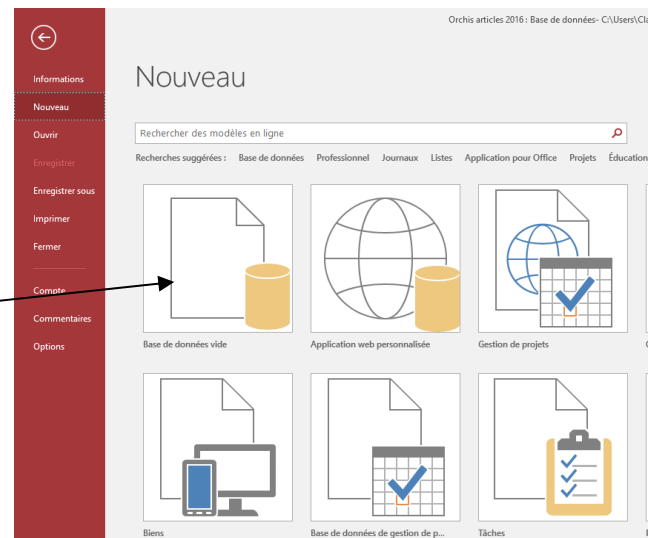 Orchis articles 2016 : Base de données- C:\Users\Cla
Informations
Nouveau
Ouvrir
Enregistrer
Enregistrer sous
Imprimer
Fermer
Compte
Commentaires
Options
Nouveau
Rechercher des modèles en ligne
Recherches suggérées : Base de données Professionnel Journaux Listes Application pour Office Projets Éducation
Base de données vide
Application web personnalisée
Gestion de projets
Biens
Base de données de gestion de p...
Tâches